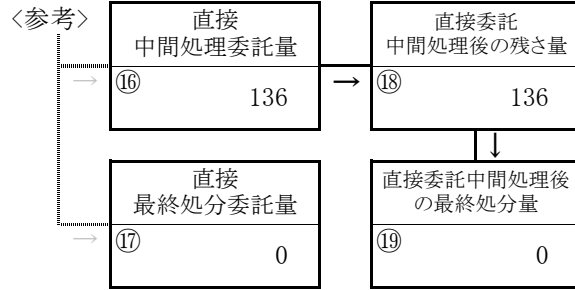 〈参考〉
直接
中間処理委託量
⑯
136
→
→
直接委託
中間処理後の残さ量
⑱
136
↓
直接
最終処分委託量
⑰
0
→
直接委託中間処理後
の最終処分量
⑲
0